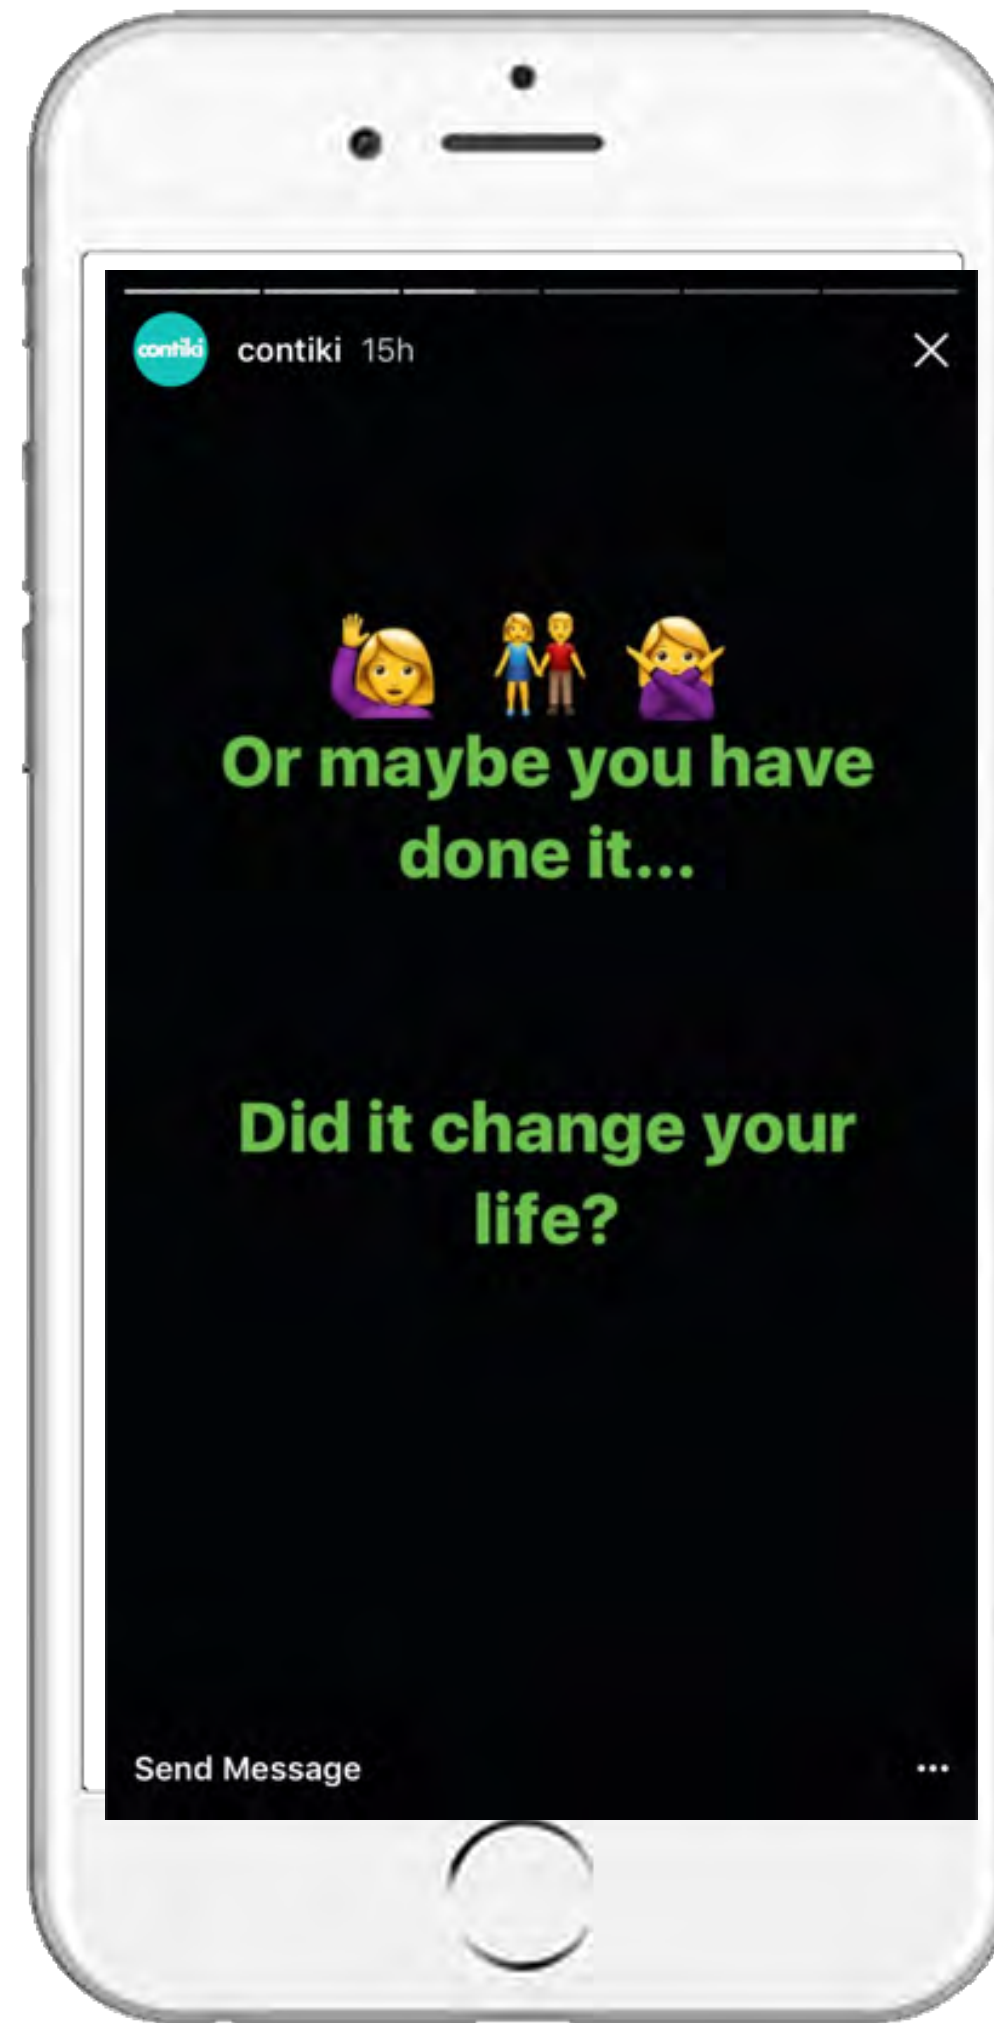 contiki
contiki 15h
Or maybe you have
done it...
Did it change your
life?
Send Message